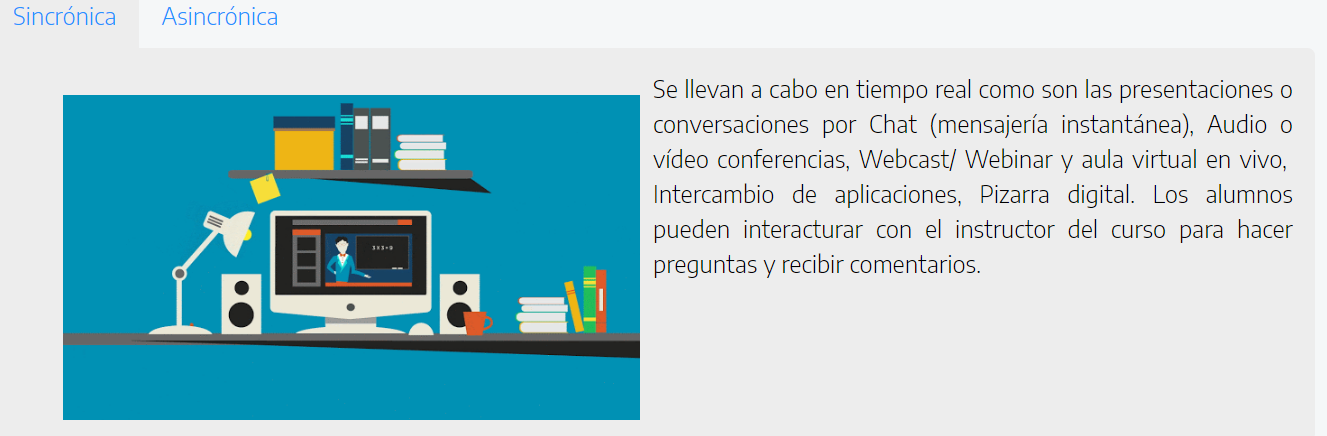 Sincrónica Asincrónica
Se llevan a cabo en tiempo real como son las presentaciones o
conversaciones por Chat (mensajería instantánea), Audio o
vídeo conferencias, Webcast/ Webinar y aula virtual en vivo,
Intercambio de aplicaciones, Pizarra digital. Los alumnos
pueden interacturar con el instructor del curso para hacer
preguntas y recibir comentarios.
3×3=9